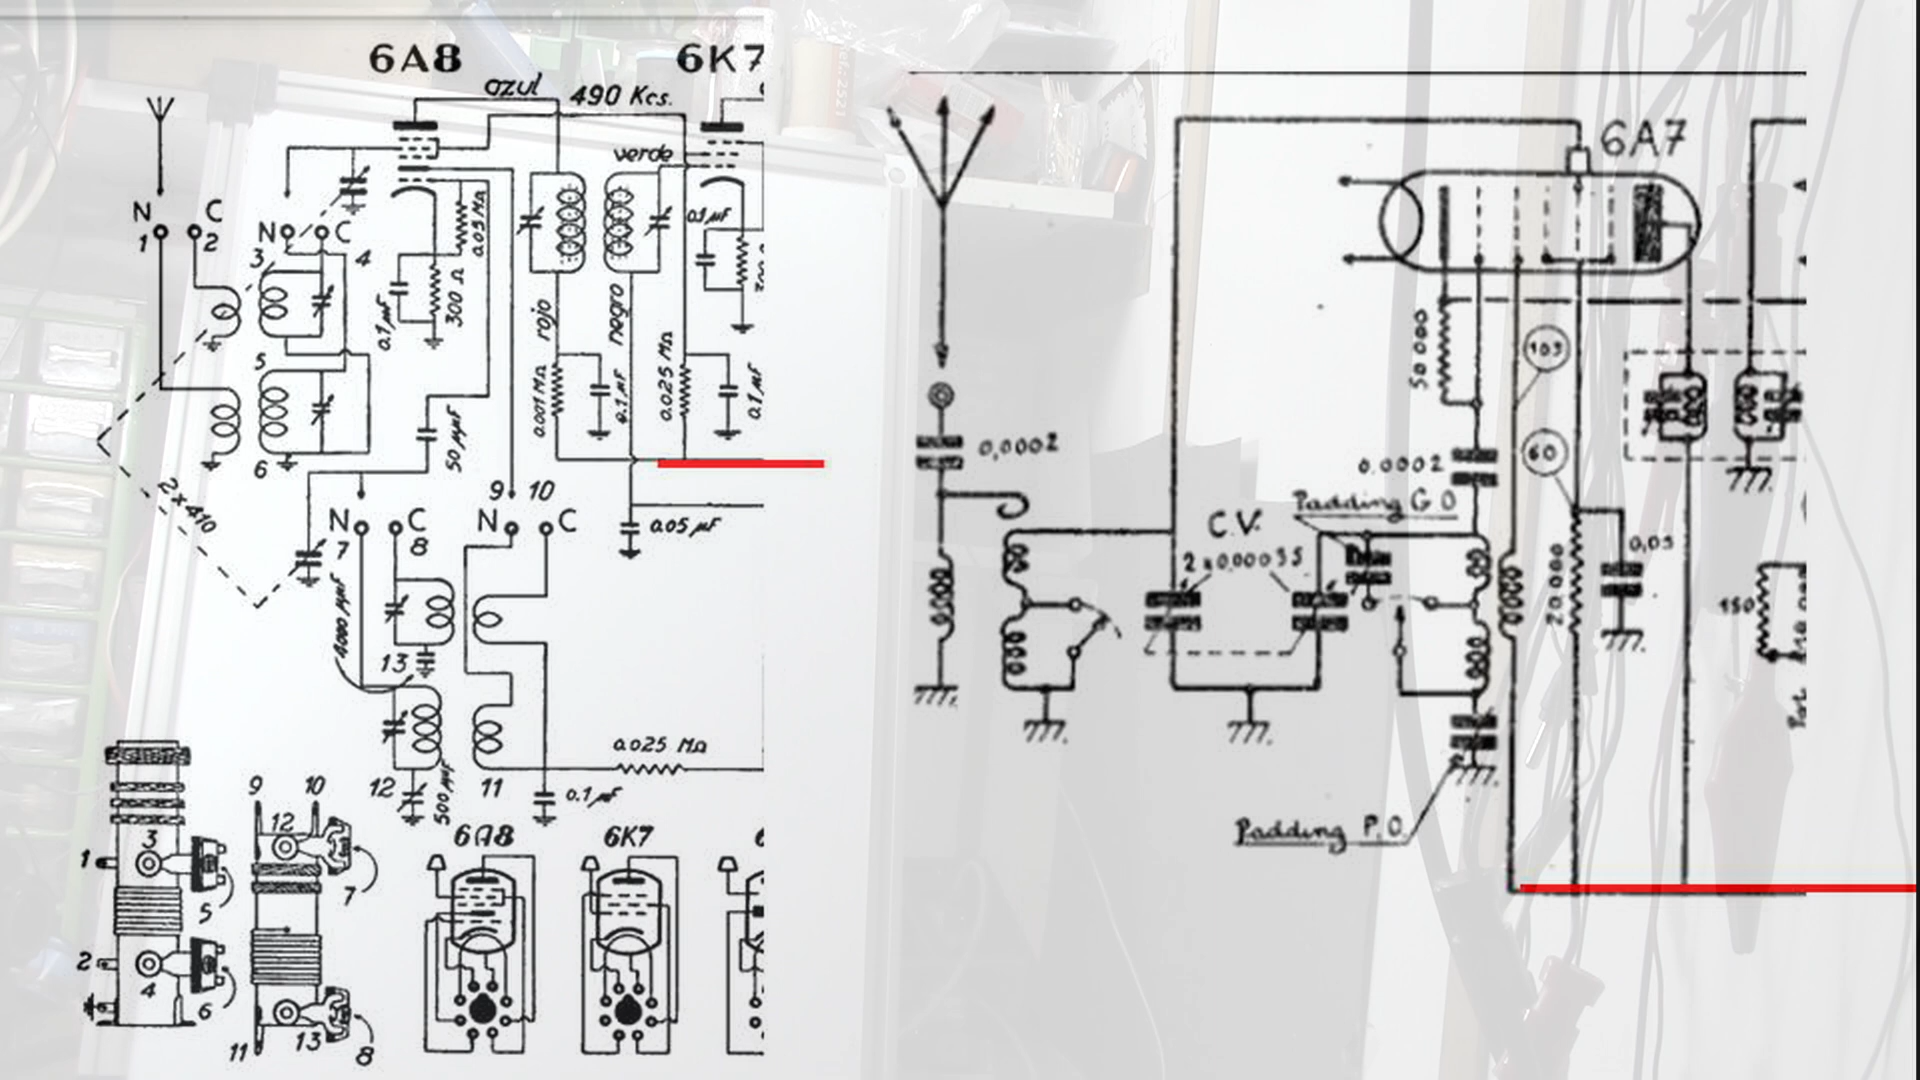 6A8
6K7
azul
490 Kcs.
verde
N
C
1
2
N
C
3
4
0.05 MΩ
0.1 µF
0.1 µF
300 Ω
rojo
negro
5
6
2 x 410
50 µµF
0.001 MΩ
0.1 µF
0.025 MΩ
0.1 µF
9
10
N
C
N
C
7
8
0.05 µF
4000 µµF
13
12
500 µµF
11
0.025 MΩ
0.1 µF
3
1
5
2
4
6
9
10
12
7
11
13
8
6A8
6K7
6A7
50 000
103
60
0,0002
0.0002
Padding G O
C.V.
2 x 0,00035
20.000
0,05
150
Padding P.O.